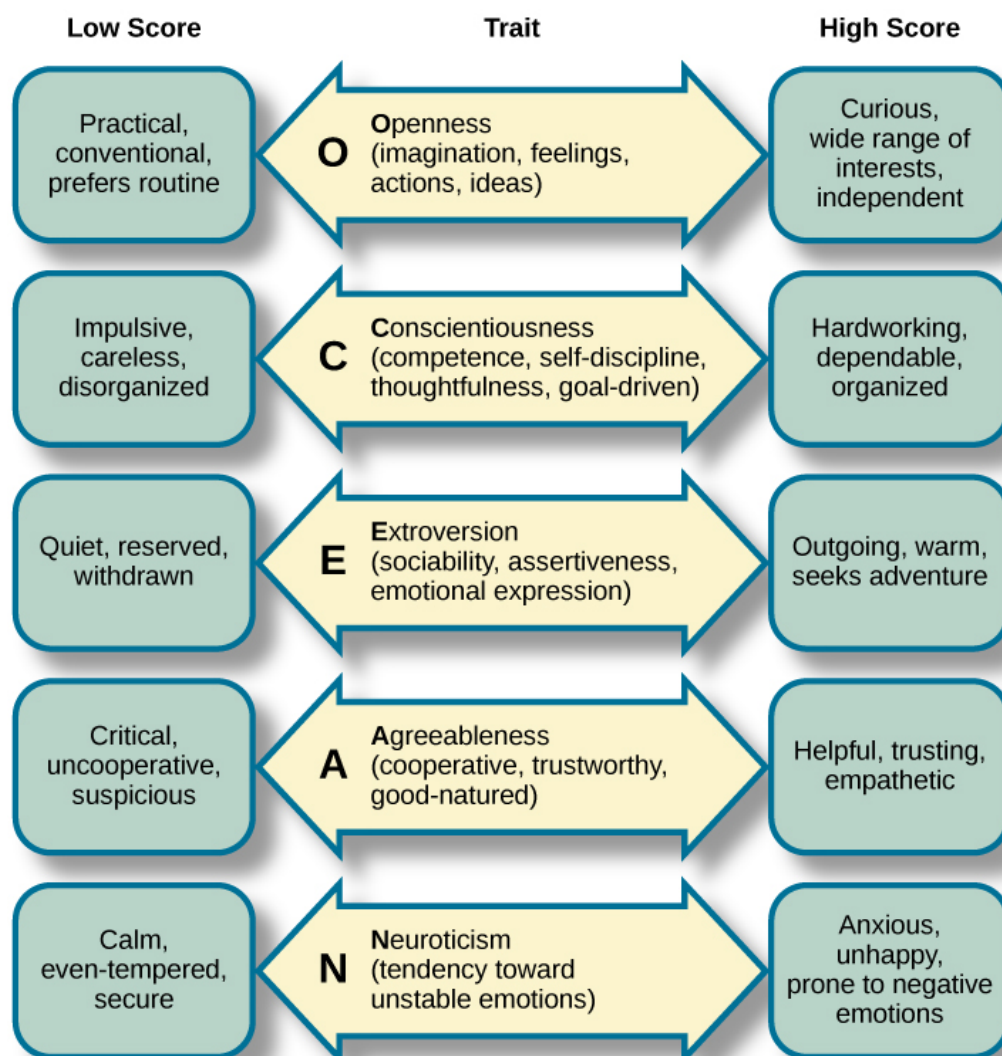 Low Score
Trait
High Score
Practical,
conventional,
prefers routine
O
Openness
(imagination, feelings,
actions, ideas)
Curious,
wide range of
interests,
independent
Impulsive,
careless,
disorganized
C
Conscientiousness
(competence, self-discipline,
thoughtfulness, goal-driven)
Hardworking,
dependable,
organized
Quiet, reserved,
withdrawn
E
Extroversion
(sociability, assertiveness,
emotional expression)
Outgoing, warm,
seeks adventure
Critical,
uncooperative,
suspicious
A
Agreeableness
(cooperative, trustworthy,
good-natured)
Helpful, trusting,
empathetic
Calm,
even-tempered,
secure
N
Neuroticism
(tendency toward
unstable emotions)
Anxious,
unhappy,
prone to negative
emotions